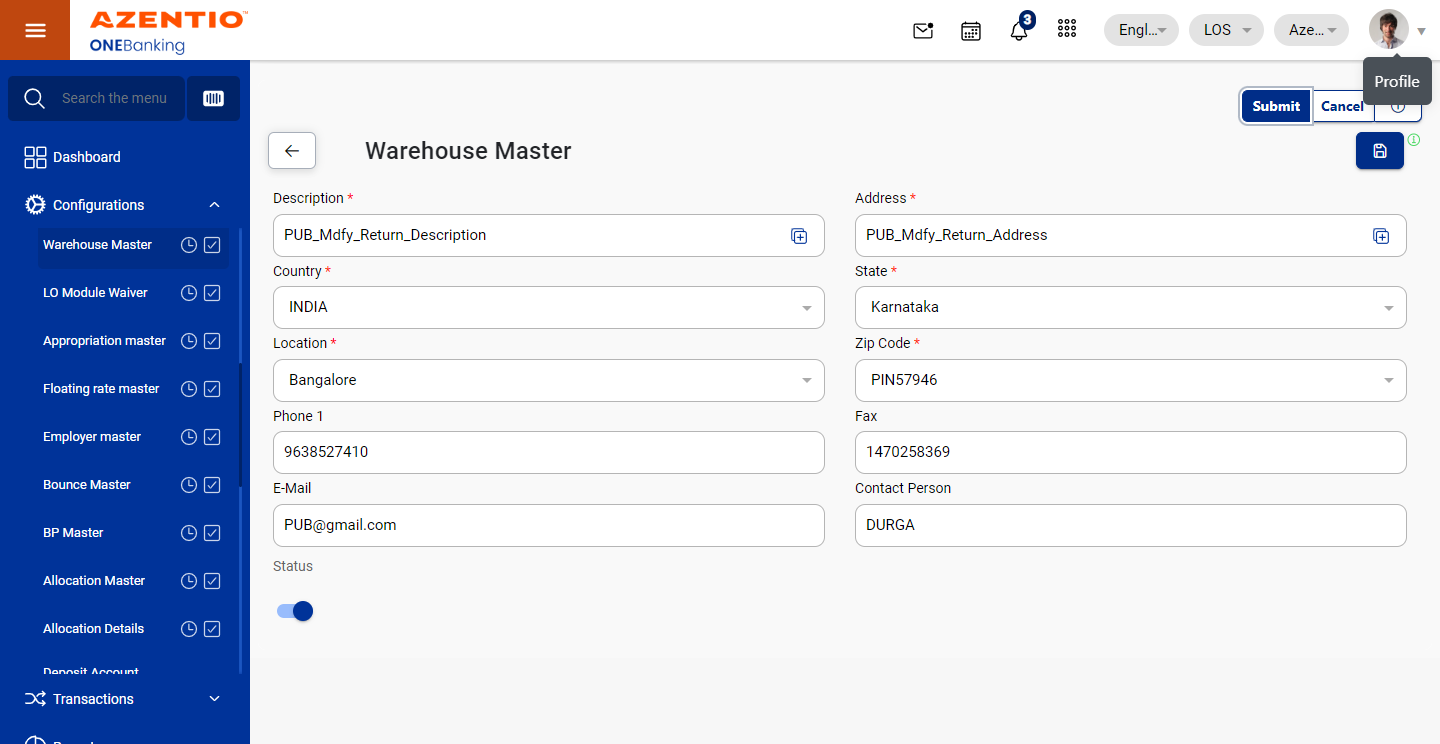 AZENTIO™
ONEBanking
3
Engl...
LOS
Aze...
Profile
Search the menu
Submit
Cancel
Dashboard
Warehouse Master
Configurations
Description *
Address *
PUB_Mdfy_Return_Description
PUB_Mdfy_Return_Address
Warehouse Master
Country *
State *
LO Module Waiver
INDIA
Karnataka
Appropriation master
Location *
Zip Code *
Floating rate master
Bangalore
PIN57946
Phone 1
Fax
Employer master
9638527410
1470258369
Bounce Master
E-Mail
Contact Person
BP Master
PUB@gmail.com
DURGA
Allocation Master
Status
Allocation Details
Deposit Account
Transactions